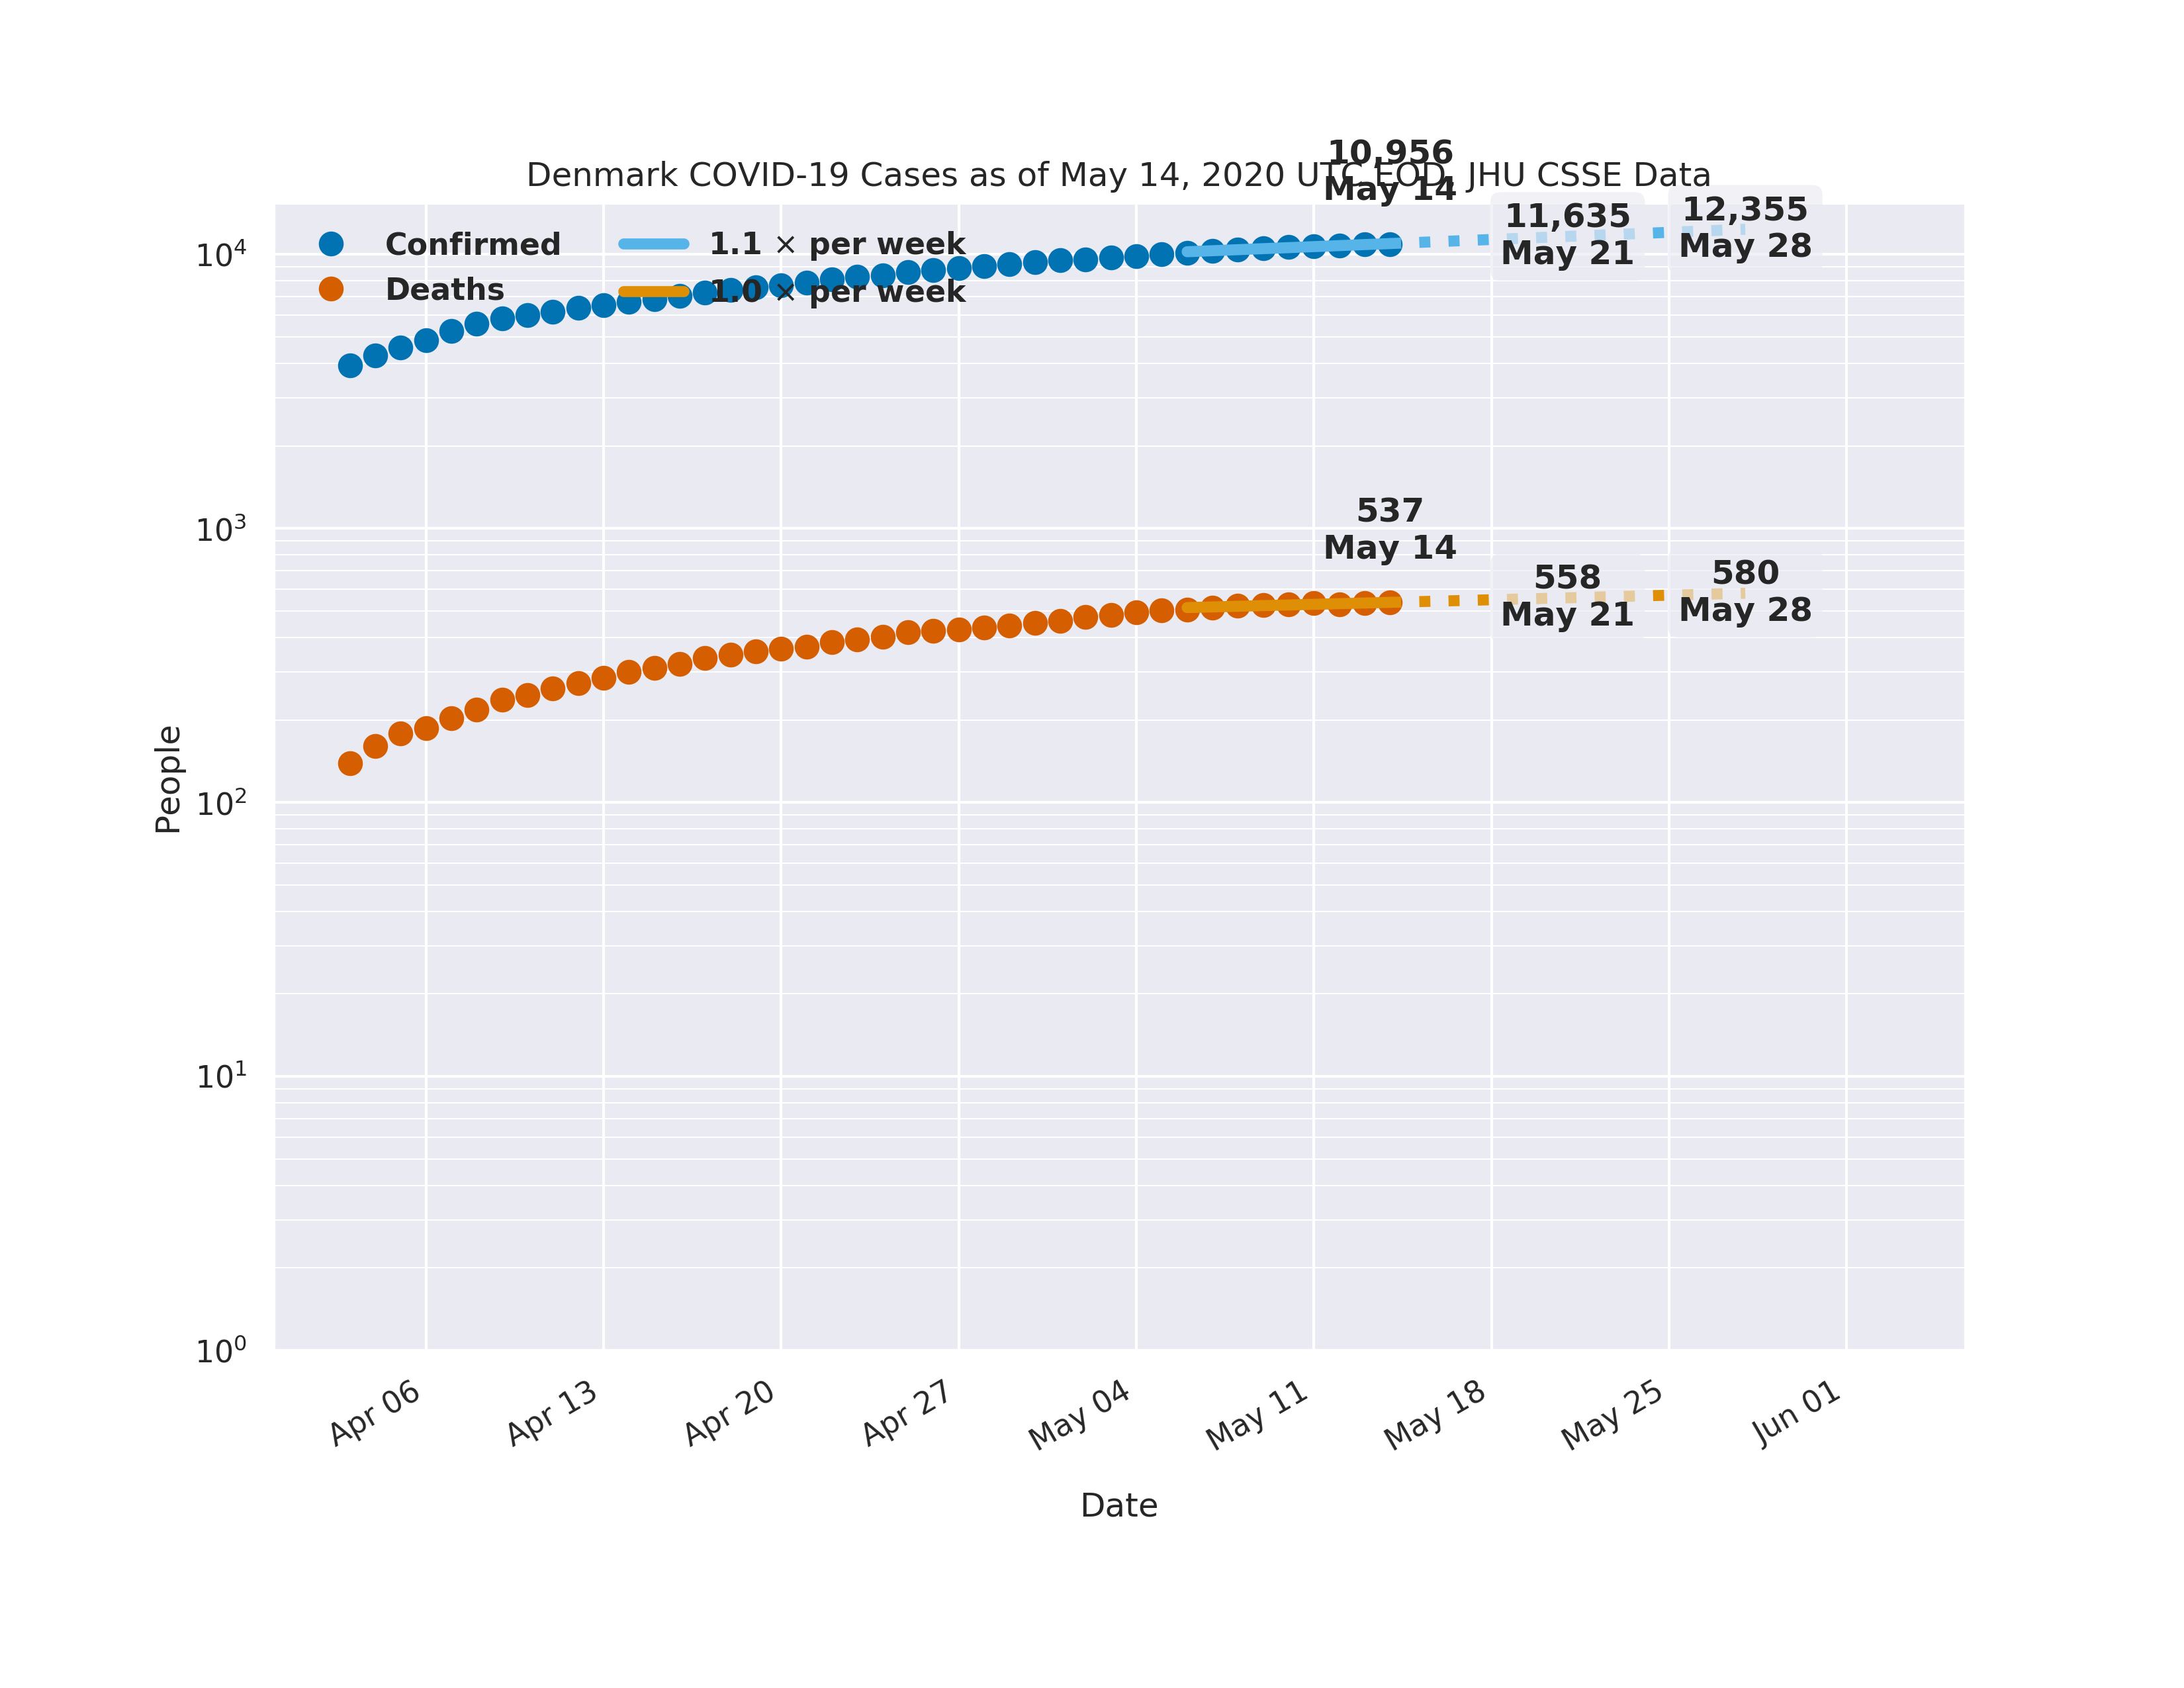 10,956
May 14
Denmark COVID-19 Cases as of May 14, 2020 UTC EOD, JHU CSSE Data
11,635
May 21
12,355
May 28
Confirmed
Deaths
1.1 × per week
1.0 × per week
537
May 14
558
May 21
580
May 28
People
10⁴
10³
10²
10¹
10⁰
Apr 06
Apr 13
Apr 20
Apr 27
May 04
May 11
May 18
May 25
Jun 01
Date